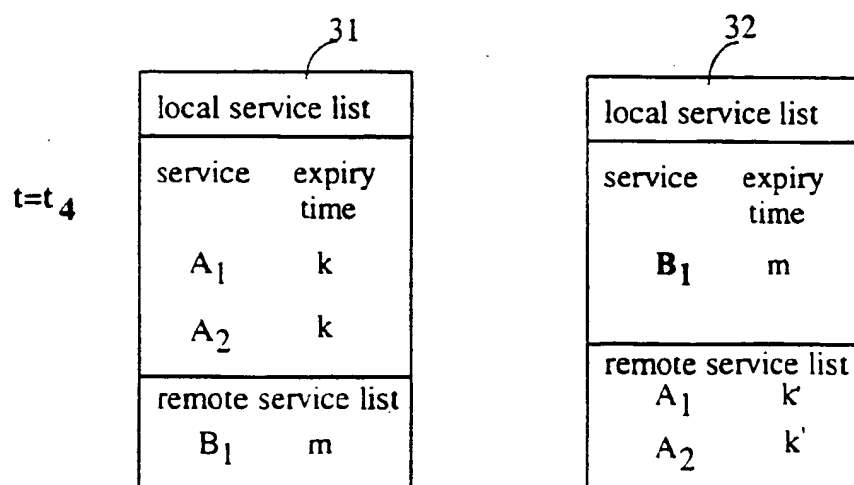 31
local service list
t=t4
service expiry
time
A1 k
A2 k
remote service list
B1 m
32
local service list
service expiry
time
B1 m
remote service list
A1 k'
A2 k'